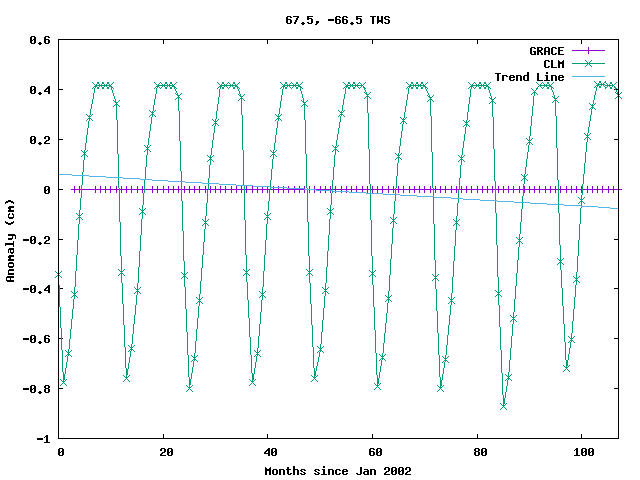 67.5, -66.5 TWS
GRACE
CLM
Trend Line
0.6
0.4
0.2
0
-0.2
-0.4
-0.6
-0.8
-1
Anomaly (cm)
0 20 40 60 80 100
Months since Jan 2002